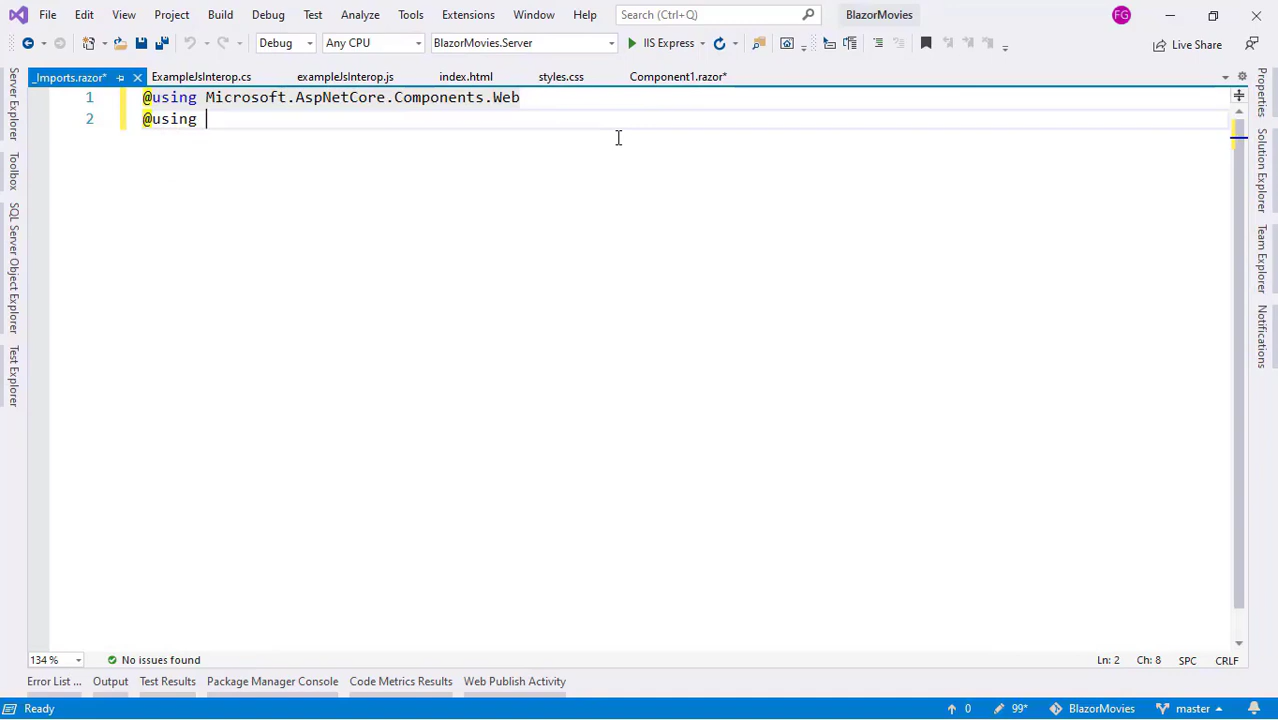 File Edit View Project Build Debug Test Analyze Tools Extensions Window Help Search (Ctrl+Q) BlazorMovies FG
Debug Any CPU BlazorMovies.Server IIS Express Live Share
_Imports.razor* ExampleJsInterop.cs exampleJsInterop.js index.html styles.css Component1.razor*
1 @using Microsoft.AspNetCore.Components.Web
2 @using
Server Explorer
Toolbox
SQL Server Object Explorer
Test Explorer
Properties
Solution Explorer
Team Explorer
Notifications
134 % No issues found Ln: 2 Ch: 8 SPC CRLF
Error List ... Output Test Results Package Manager Console Code Metrics Results Web Publish Activity
Ready 0 99* BlazorMovies master